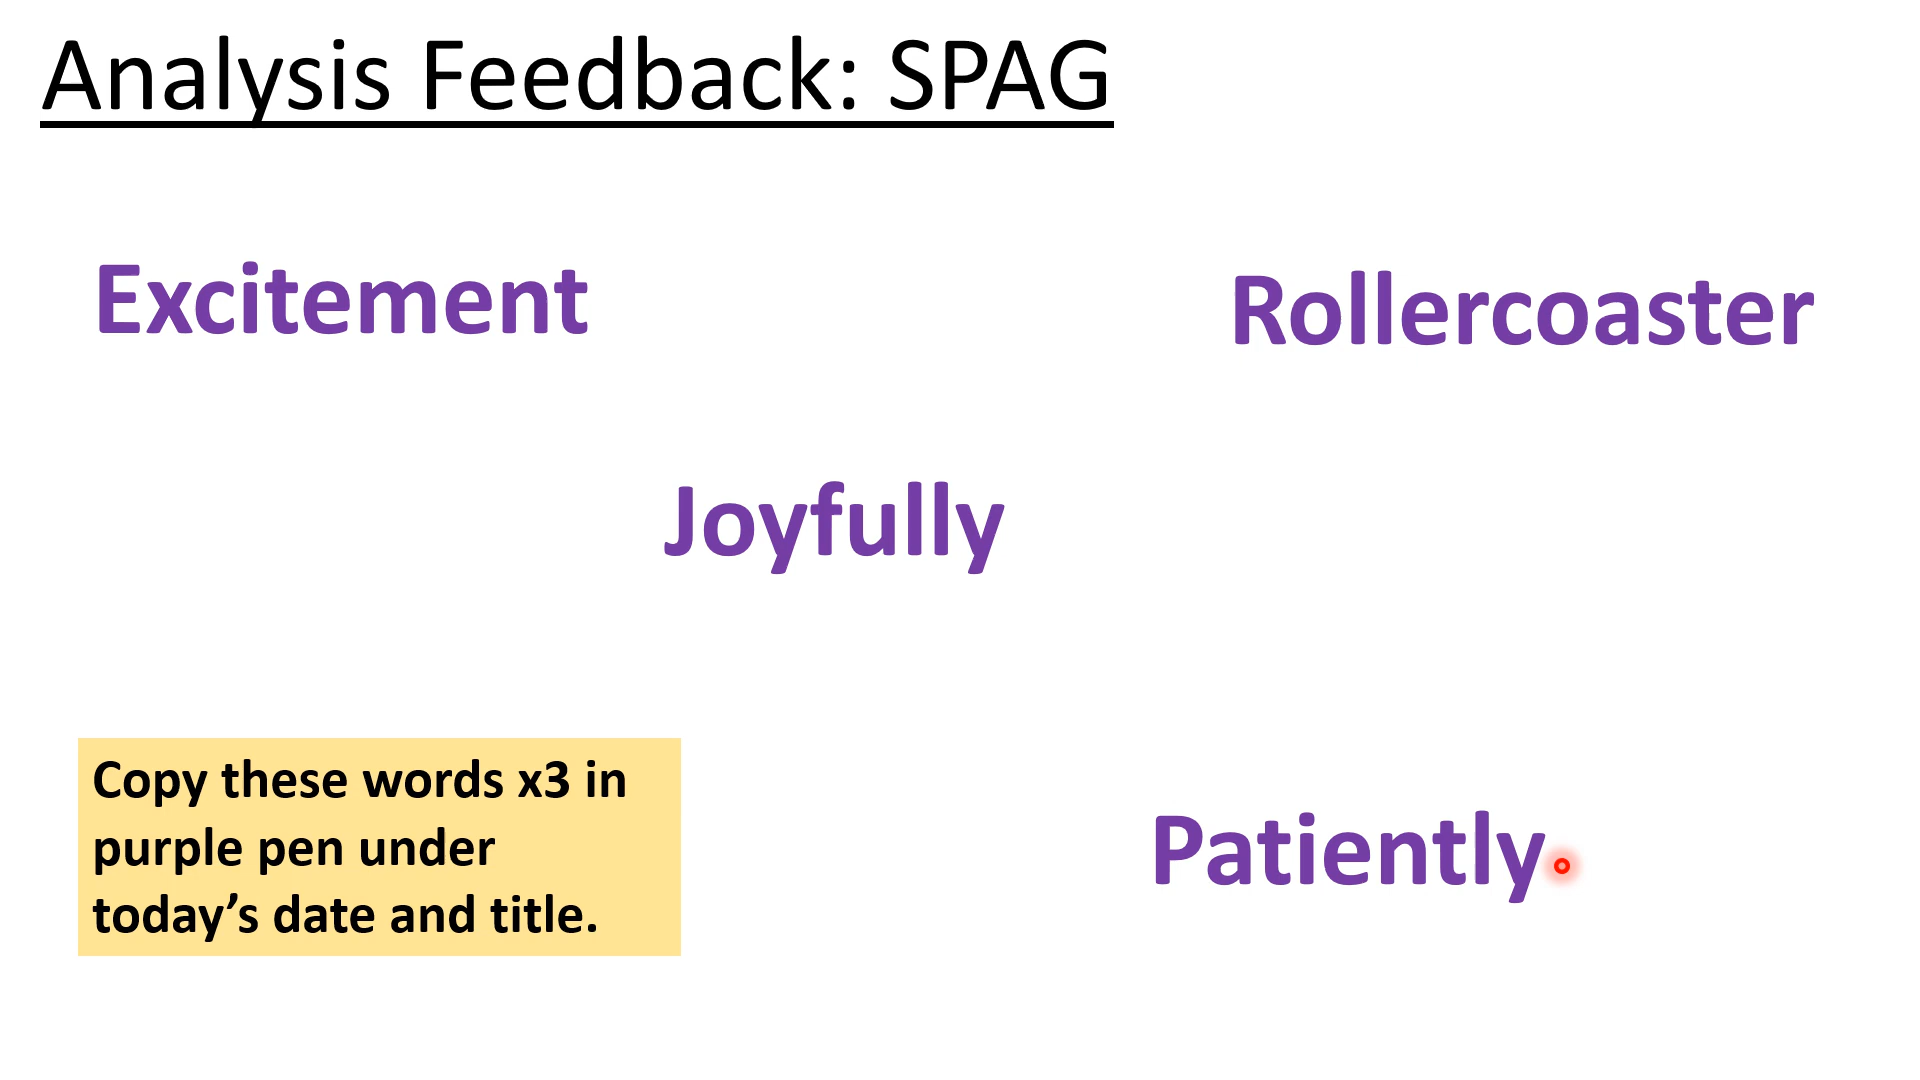 Analysis Feedback: SPAG
Excitement
Rollercoaster
Joyfully
Copy these words x3 in
purple pen under
today’s date and title.
Patiently